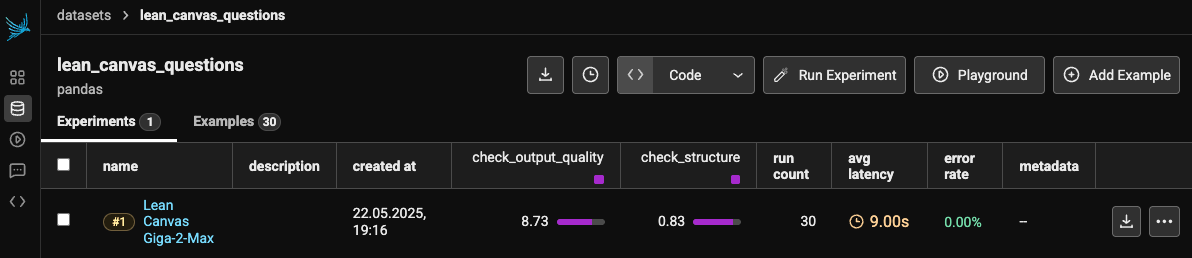 datasets > lean_canvas_questions
lean_canvas_questions
pandas
Code
Run Experiment
Playground
Add Example
Experiments 1
Examples 30
name
description
created at
check_output_quality
check_structure
run
count
avg
latency
error
rate
metadata
#1
Lean
Canvas
Giga-2-Max
22.05.2025,
19:16
8.73
0.83
30
9.00s
0.00%
--